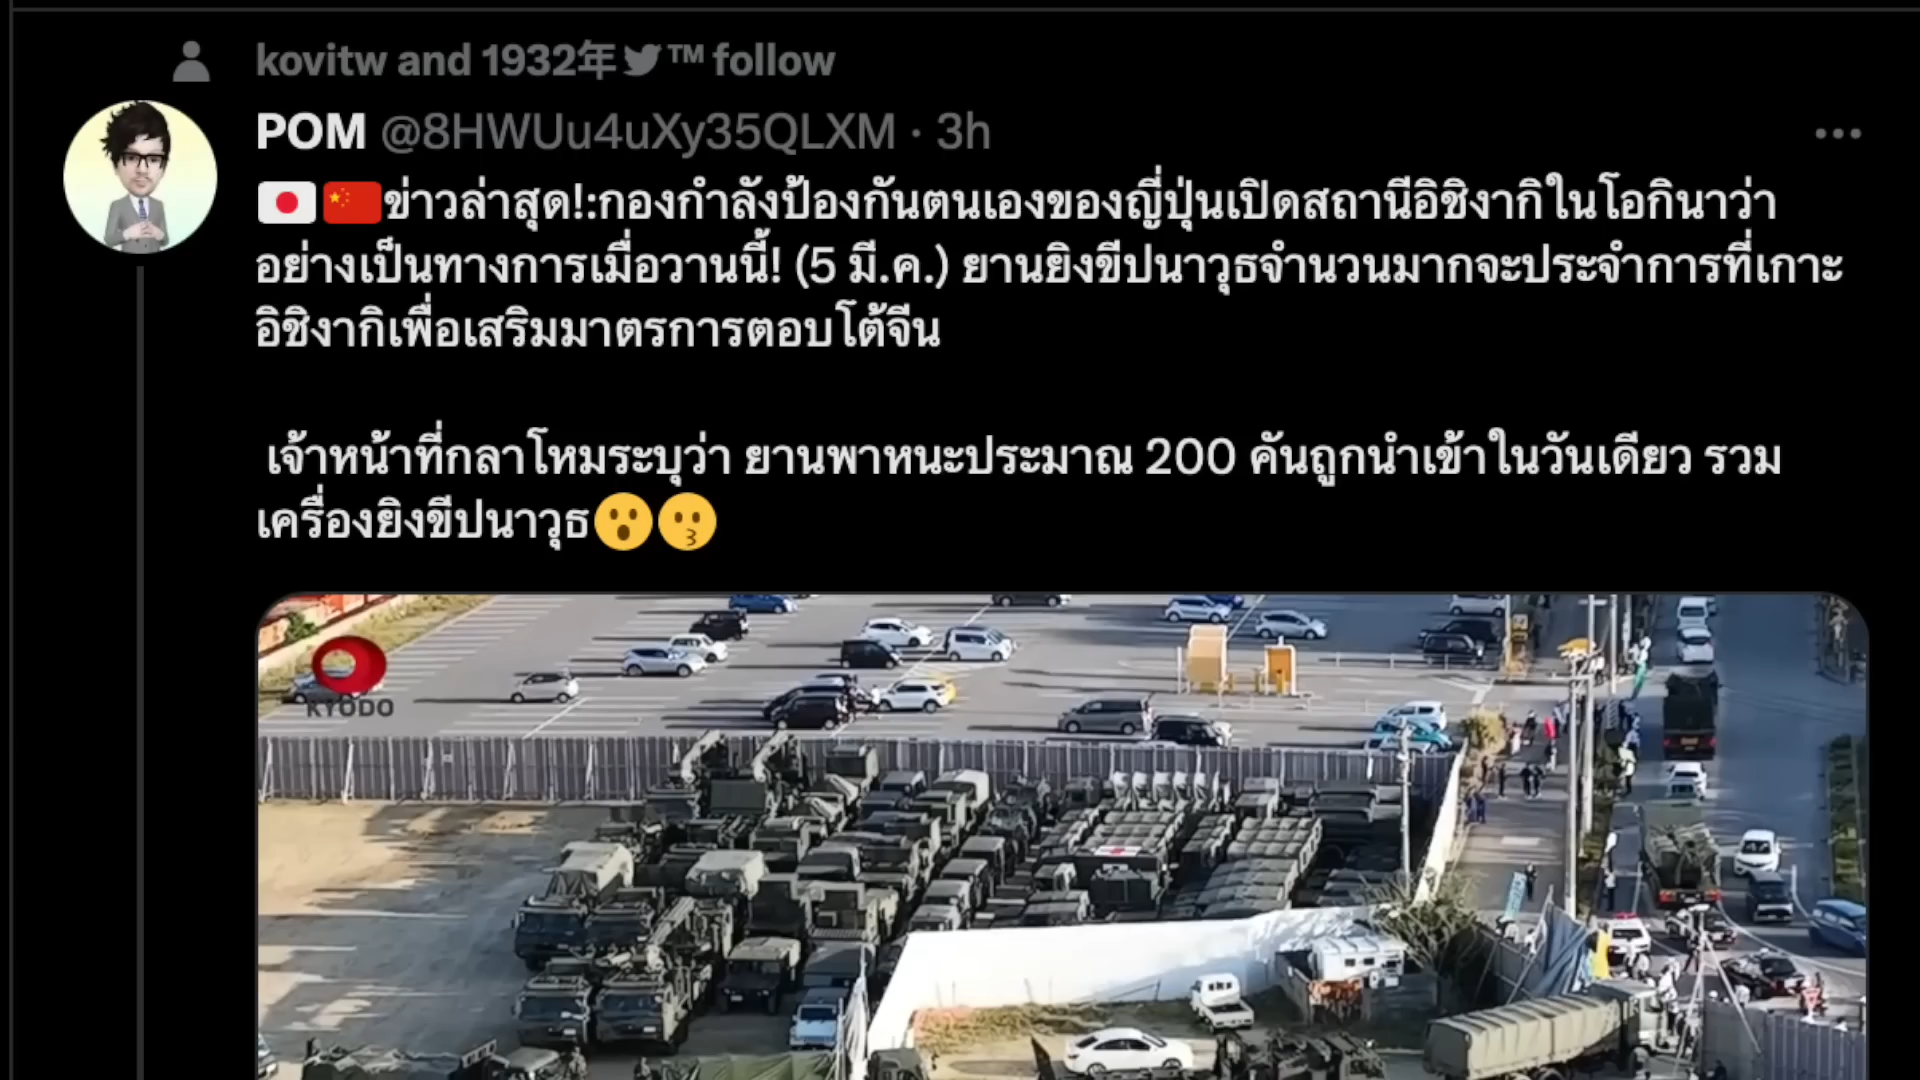 kovitw and 1932年™ follow
POM @8HWUu4uXy35QLXM · 3h
ข่าวล่าสุด!:กองกำลังป้องกันตนเองของญี่ปุ่นเปิดสถานีอิชิงากิในโอกินาว่า
อย่างเป็นทางการเมื่อวานนี้! (5 มี.ค.) ยานยิงขีปนาวุธจำนวนมากจะประจำการที่เกาะ
อิชิงากิเพื่อเสริมมาตรการตอบโต้จีน
เจ้าหน้าที่กลาโหมระบุว่า ยานพาหนะประมาณ 200 คันถูกนำเข้าในวันเดียว รวม
เครื่องยิงขีปนาวุธ
KYODO